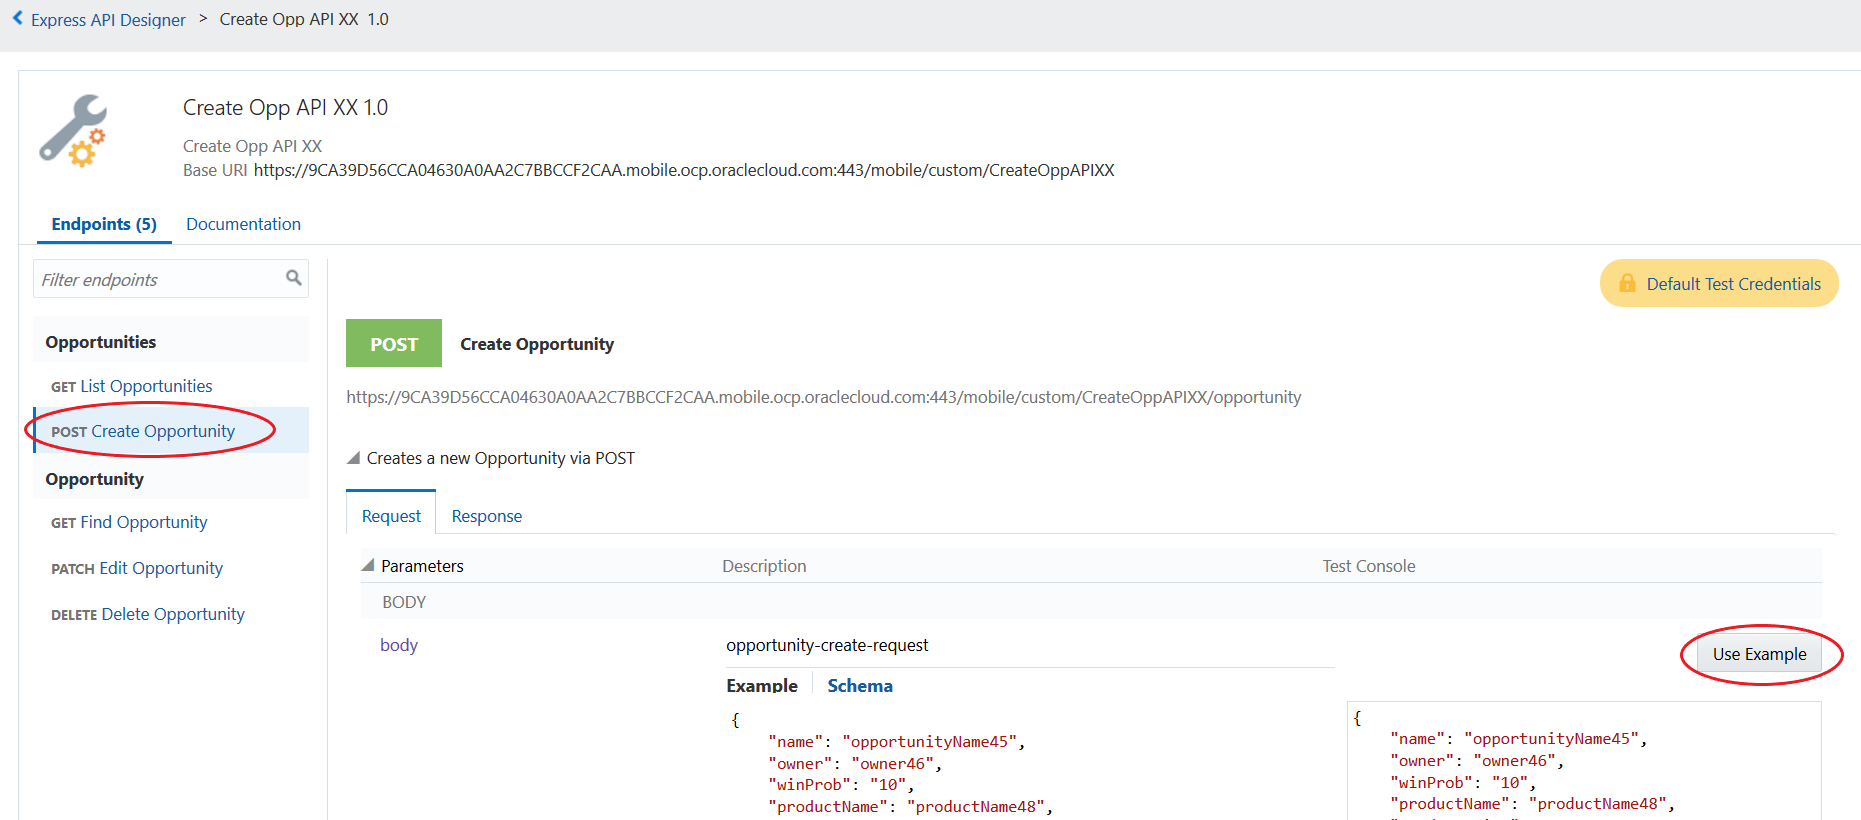 Express API Designer > Create Opp API XX 1.0
Create Opp API XX 1.0
Create Opp API XX
Base URI https://9CA39D56CCA04630A0AA2C7BBCCF2CAA.mobile.ocp.oraclecloud.com:443/mobile/custom/CreateOppAPIXX
Endpoints (5) Documentation
Filter endpoints
Default Test Credentials
Opportunities
GET List Opportunities
POST Create Opportunity
Opportunity
GET Find Opportunity
PATCH Edit Opportunity
DELETE Delete Opportunity
POST Create Opportunity
https://9CA39D56CCA04630A0AA2C7BBCCF2CAA.mobile.ocp.oraclecloud.com:443/mobile/custom/CreateOppAPIXX/opportunity
Creates a new Opportunity via POST
Request Response
Parameters Description Test Console
BODY
body opportunity-create-request Use Example
Example Schema
{
"name": "opportunityName45",
"owner": "owner46",
"winProb": "10",
"productName": "productName48",
{
"name": "opportunityName45",
"owner": "owner46",
"winProb": "10",
"productName": "productName48",